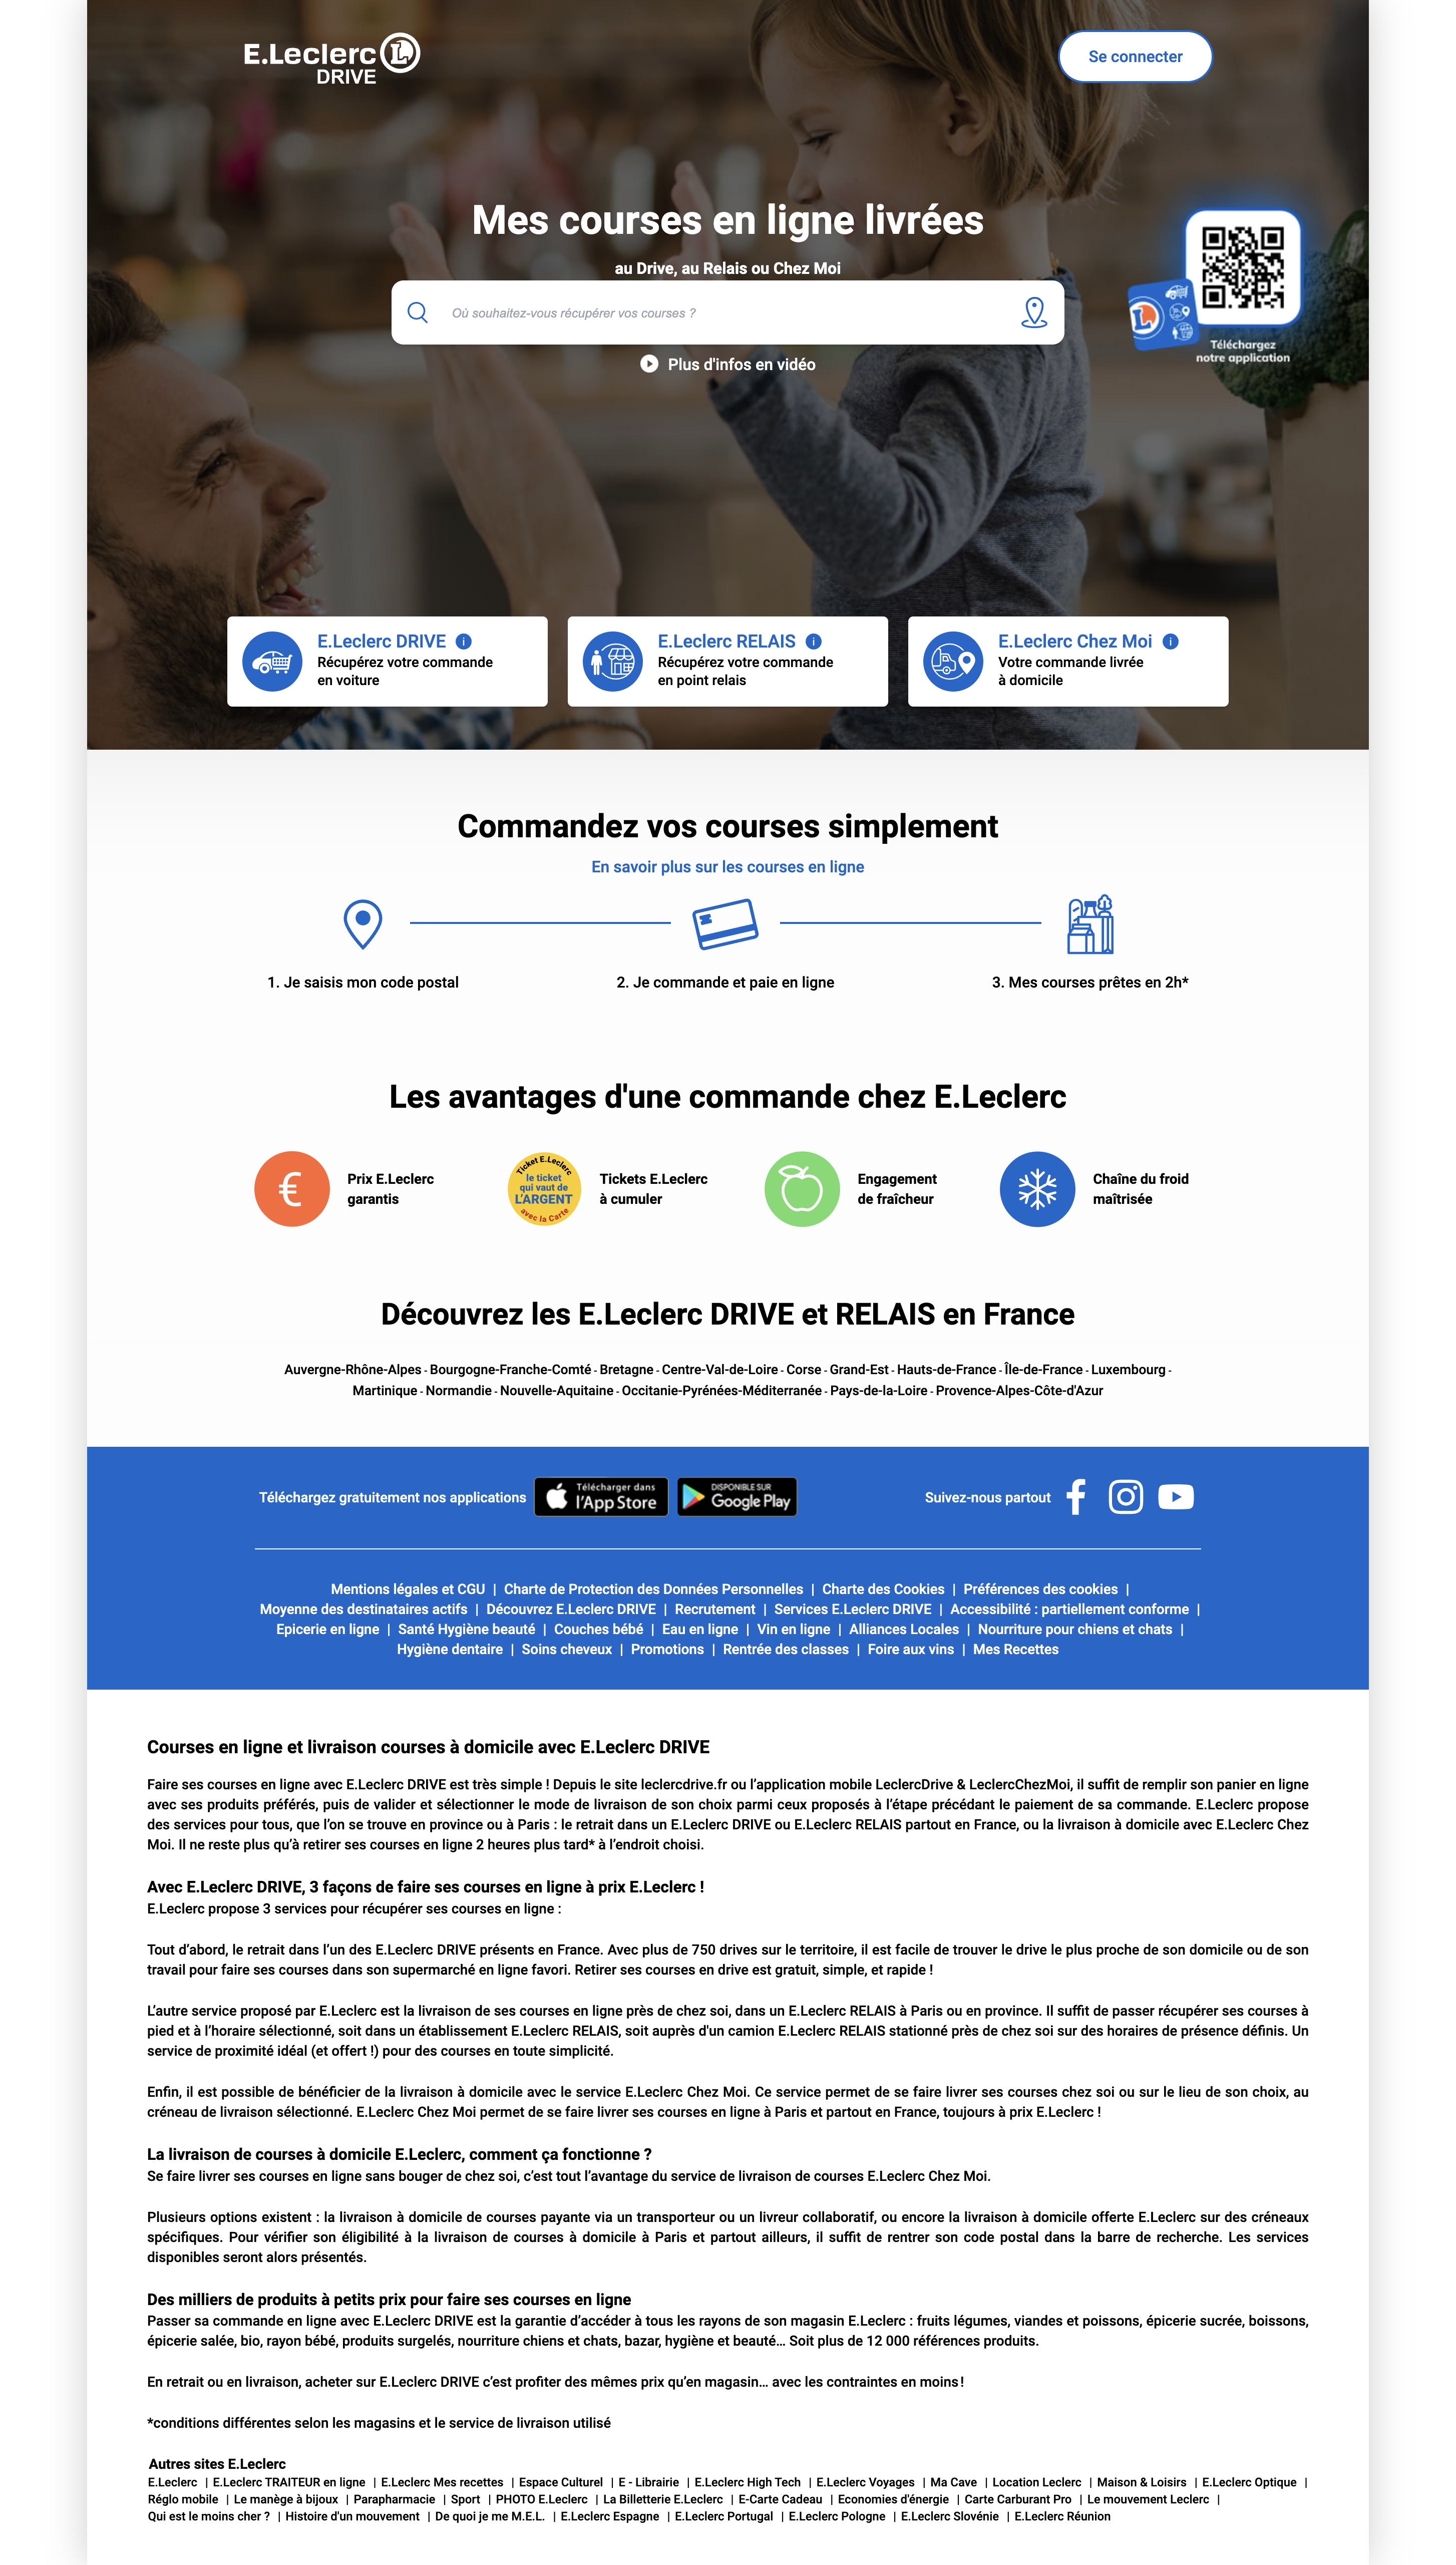 E.Leclerc L
DRIVE
Se connecter
Mes courses en ligne livrées
au Drive, au Relais ou Chez Moi
Où souhaitez-vous récupérer vos courses ?
Plus d'infos en vidéo
L
Téléchargez
notre application
E.Leclerc DRIVE i
Récupérez votre commande
en voiture
E.Leclerc RELAIS i
Récupérez votre commande
en point relais
E.Leclerc Chez Moi i
Votre commande livrée
à domicile
Commandez vos courses simplement
En savoir plus sur les courses en ligne
1. Je saisis mon code postal
2. Je commande et paie en ligne
3. Mes courses prêtes en 2h*
Les avantages d'une commande chez E.Leclerc
€
Prix E.Leclerc
garantis
Ticket E.Leclerc
le ticket
qui vaut de
L'ARGENT
avec la Carte
Tickets E.Leclerc
à cumuler
Engagement
de fraîcheur
Chaîne du froid
maîtrisée
Découvrez les E.Leclerc DRIVE et RELAIS en France
Auvergne-Rhône-Alpes - Bourgogne-Franche-Comté - Bretagne - Centre-Val-de-Loire - Corse - Grand-Est - Hauts-de-France - Île-de-France - Luxembourg -
Martinique - Normandie - Nouvelle-Aquitaine - Occitanie-Pyrénées-Méditerranée - Pays-de-la-Loire - Provence-Alpes-Côte-d'Azur
Téléchargez gratuitement nos applications
Télécharger dans
l'App Store
DISPONIBLE SUR
Google Play
Suivez-nous partout
Mentions légales et CGU | Charte de Protection des Données Personnelles | Charte des Cookies | Préférences des cookies |
Moyenne des destinataires actifs | Découvrez E.Leclerc DRIVE | Recrutement | Services E.Leclerc DRIVE | Accessibilité : partiellement conforme |
Epicerie en ligne | Santé Hygiène beauté | Couches bébé | Eau en ligne | Vin en ligne | Alliances Locales | Nourriture pour chiens et chats |
Hygiène dentaire | Soins cheveux | Promotions | Rentrée des classes | Foire aux vins | Mes Recettes
Courses en ligne et livraison courses à domicile avec E.Leclerc DRIVE
Faire ses courses en ligne avec E.Leclerc DRIVE est très simple ! Depuis le site leclercdrive.fr ou l’application mobile LeclercDrive & LeclercChezMoi, il suffit de remplir son panier en ligne
avec ses produits préférés, puis de valider et sélectionner le mode de livraison de son choix parmi ceux proposés à l’étape précédant le paiement de sa commande. E.Leclerc propose
des services pour tous, que l’on se trouve en province ou à Paris : le retrait dans un E.Leclerc DRIVE ou E.Leclerc RELAIS partout en France, ou la livraison à domicile avec E.Leclerc Chez
Moi. Il ne reste plus qu’à retirer ses courses en ligne 2 heures plus tard* à l’endroit choisi.
Avec E.Leclerc DRIVE, 3 façons de faire ses courses en ligne à prix E.Leclerc !
E.Leclerc propose 3 services pour récupérer ses courses en ligne :
Tout d’abord, le retrait dans l’un des E.Leclerc DRIVE présents en France. Avec plus de 750 drives sur le territoire, il est facile de trouver le drive le plus proche de son domicile ou de son
travail pour faire ses courses dans son supermarché en ligne favori. Retirer ses courses en drive est gratuit, simple, et rapide !
L’autre service proposé par E.Leclerc est la livraison de ses courses en ligne près de chez soi, dans un E.Leclerc RELAIS à Paris ou en province. Il suffit de passer récupérer ses courses à
pied et à l’horaire sélectionné, soit dans un établissement E.Leclerc RELAIS, soit auprès d'un camion E.Leclerc RELAIS stationné près de chez soi sur des horaires de présence définis. Un
service de proximité idéal (et offert !) pour des courses en toute simplicité.
Enfin, il est possible de bénéficier de la livraison à domicile avec le service E.Leclerc Chez Moi. Ce service permet de se faire livrer ses courses chez soi ou sur le lieu de son choix, au
créneau de livraison sélectionné. E.Leclerc Chez Moi permet de se faire livrer ses courses en ligne à Paris et partout en France, toujours à prix E.Leclerc !
La livraison de courses à domicile E.Leclerc, comment ça fonctionne ?
Se faire livrer ses courses en ligne sans bouger de chez soi, c’est tout l’avantage du service de livraison de courses E.Leclerc Chez Moi.
Plusieurs options existent : la livraison à domicile de courses payante via un transporteur ou un livreur collaboratif, ou encore la livraison à domicile offerte E.Leclerc sur des créneaux
spécifiques. Pour vérifier son éligibilité à la livraison de courses à domicile à Paris et partout ailleurs, il suffit de rentrer son code postal dans la barre de recherche. Les services
disponibles seront alors présentés.
Des milliers de produits à petits prix pour faire ses courses en ligne
Passer sa commande en ligne avec E.Leclerc DRIVE est la garantie d’accéder à tous les rayons de son magasin E.Leclerc : fruits légumes, viandes et poissons, épicerie sucrée, boissons,
épicerie salée, bio, rayon bébé, produits surgelés, nourriture chiens et chats, bazar, hygiène et beauté… Soit plus de 12 000 références produits.
En retrait ou en livraison, acheter sur E.Leclerc DRIVE c’est profiter des mêmes prix qu’en magasin… avec les contraintes en moins !
*conditions différentes selon les magasins et le service de livraison utilisé
Autres sites E.Leclerc
E.Leclerc | E.Leclerc TRAITEUR en ligne | E.Leclerc Mes recettes | Espace Culturel | E - Librairie | E.Leclerc High Tech | E.Leclerc Voyages | Ma Cave | Location Leclerc | Maison & Loisirs | E.Leclerc Optique |
Réglo mobile | Le manège à bijoux | Parapharmacie | Sport | PHOTO E.Leclerc | La Billetterie E.Leclerc | E-Carte Cadeau | Economies d'énergie | Carte Carburant Pro | Le mouvement Leclerc |
Qui est le moins cher ? | Histoire d'un mouvement | De quoi je me M.E.L. | E.Leclerc Espagne | E.Leclerc Portugal | E.Leclerc Pologne | E.Leclerc Slovénie | E.Leclerc Réunion